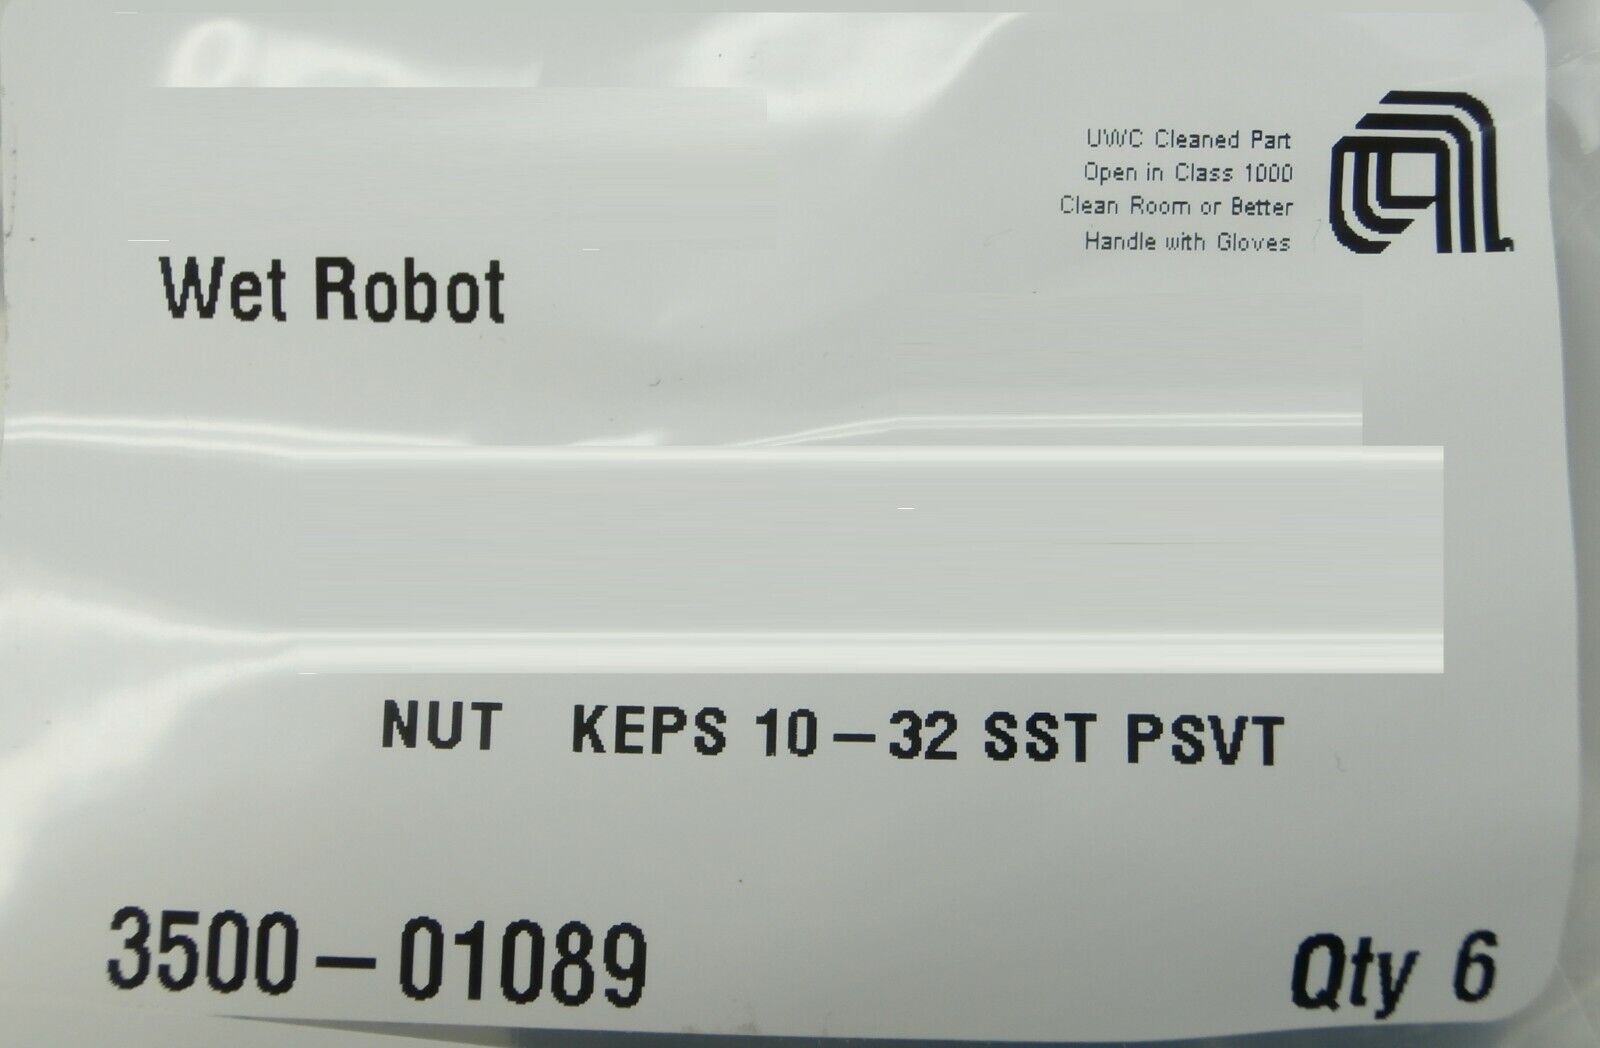 UWC Cleaned Part
Open in Class 1000
Clean Room or Better
Handle with Gloves
Wet Robot
NUT KEPS 10-32 SST PSVT
3500-01089
Qty 6